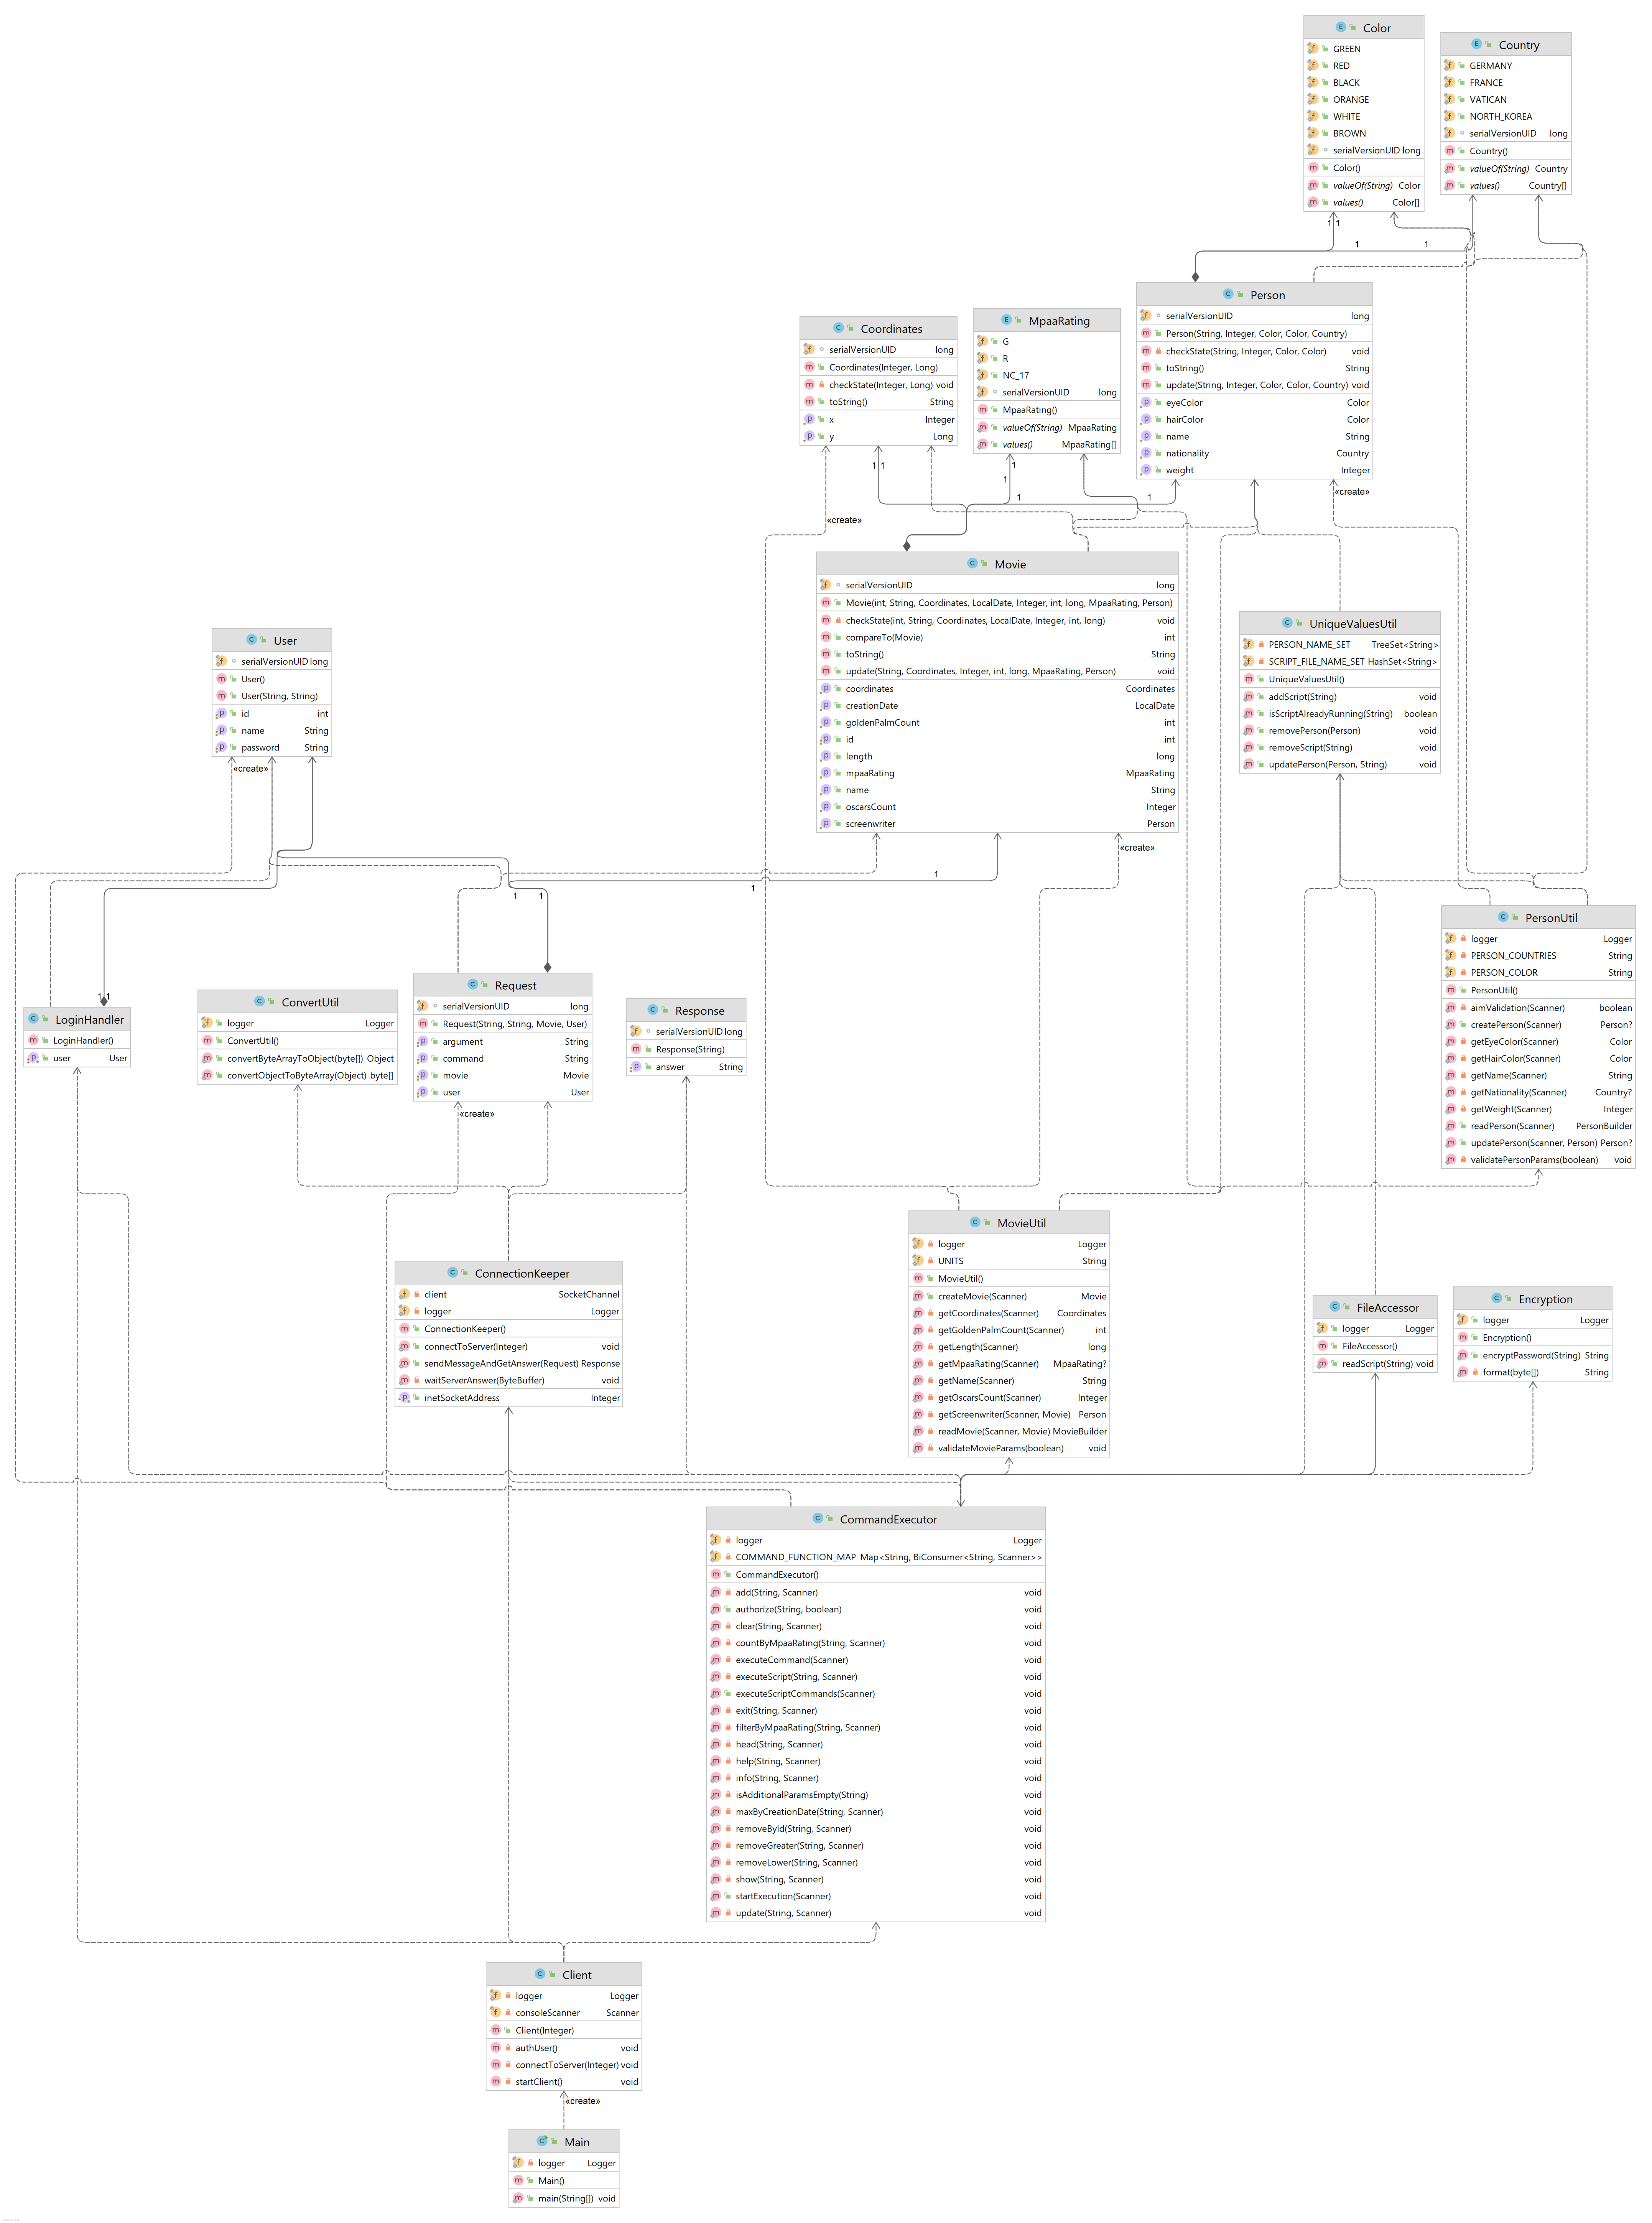 Color
GREEN
RED
BLACK
ORANGE
WHITE
BROWN
serialVersionUID long
Color()
valueOf(String) Color
values() Color[]
Country
GERMANY
FRANCE
VATICAN
NORTH_KOREA
serialVersionUID long
Country()
valueOf(String) Country
values() Country[]
1 1
1
1
Person
serialVersionUID long
Person(String, Integer, Color, Color, Country)
checkState(String, Integer, Color, Color) void
toString() String
update(String, Integer, Color, Color, Country) void
eyeColor Color
hairColor Color
name String
nationality Country
weight Integer
Coordinates
serialVersionUID long
Coordinates(Integer, Long)
checkState(Integer, Long) void
toString() String
x Integer
y Long
MpaaRating
G
R
NC_17
serialVersionUID long
MpaaRating()
valueOf(String) MpaaRating
values() MpaaRating[]
1 1
1
1
1
1
«create»
«create»
Movie
serialVersionUID long
Movie(int, String, Coordinates, LocalDate, Integer, int, long, MpaaRating, Person)
checkState(int, String, Coordinates, LocalDate, Integer, int, long) void
compareTo(Movie) int
toString() String
update(String, Coordinates, Integer, int, long, MpaaRating, Person) void
coordinates Coordinates
creationDate LocalDate
goldenPalmCount int
id int
length long
mpaaRating MpaaRating
name String
oscarsCount Integer
screenwriter Person
UniqueValuesUtil
PERSON_NAME_SET TreeSet<String>
SCRIPT_FILE_NAME_SET HashSet<String>
UniqueValuesUtil()
addScript(String) void
isScriptAlreadyRunning(String) boolean
removePerson(Person) void
removeScript(String) void
updatePerson(Person, String) void
User
serialVersionUID long
User()
User(String, String)
id int
name String
password String
«create»
«create»
1
1
1
1
PersonUtil
logger Logger
PERSON_COUNTRIES String
PERSON_COLOR String
PersonUtil()
aimValidation(Scanner) boolean
createPerson(Scanner) Person?
getEyeColor(Scanner) Color
getHairColor(Scanner) Color
getName(Scanner) String
getNationality(Scanner) Country?
getWeight(Scanner) Integer
readPerson(Scanner) PersonBuilder
updatePerson(Scanner, Person) Person?
validatePersonParams(boolean) void
1 1
LoginHandler
LoginHandler()
user User
ConvertUtil
logger Logger
ConvertUtil()
convertByteArrayToObject(byte[]) Object
convertObjectToByteArray(Object) byte[]
Request
serialVersionUID long
Request(String, String, Movie, User)
argument String
command String
movie Movie
user User
Response
serialVersionUID long
Response(String)
answer String
«create»
MovieUtil
logger Logger
UNITS String
MovieUtil()
createMovie(Scanner) Movie
getCoordinates(Scanner) Coordinates
getGoldenPalmCount(Scanner) int
getLength(Scanner) long
getMpaaRating(Scanner) MpaaRating?
getName(Scanner) String
getOscarsCount(Scanner) Integer
getScreenwriter(Scanner, Movie) Person
readMovie(Scanner, Movie) MovieBuilder
validateMovieParams(boolean) void
ConnectionKeeper
client SocketChannel
logger Logger
ConnectionKeeper()
connectToServer(Integer) void
sendMessageAndGetAnswer(Request) Response
waitServerAnswer(ByteBuffer) void
inetSocketAddress Integer
FileAccessor
logger Logger
FileAccessor()
readScript(String) void
Encryption
logger Logger
Encryption()
encryptPassword(String) String
format(byte[]) String
CommandExecutor
logger Logger
COMMAND_FUNCTION_MAP Map<String, BiConsumer<String, Scanner>>
CommandExecutor()
add(String, Scanner) void
authorize(String, boolean) void
clear(String, Scanner) void
countByMpaaRating(String, Scanner) void
executeCommand(Scanner) void
executeScript(String, Scanner) void
executeScriptCommands(Scanner) void
exit(String, Scanner) void
filterByMpaaRating(String, Scanner) void
head(String, Scanner) void
help(String, Scanner) void
info(String, Scanner) void
isAdditionalParamsEmpty(String) void
maxByCreationDate(String, Scanner) void
removeById(String, Scanner) void
removeGreater(String, Scanner) void
removeLower(String, Scanner) void
show(String, Scanner) void
startExecution(Scanner) void
update(String, Scanner) void
Client
logger Logger
consoleScanner Scanner
Client(Integer)
authUser() void
connectToServer(Integer) void
startClient() void
«create»
Main
logger Logger
Main()
main(String[]) void